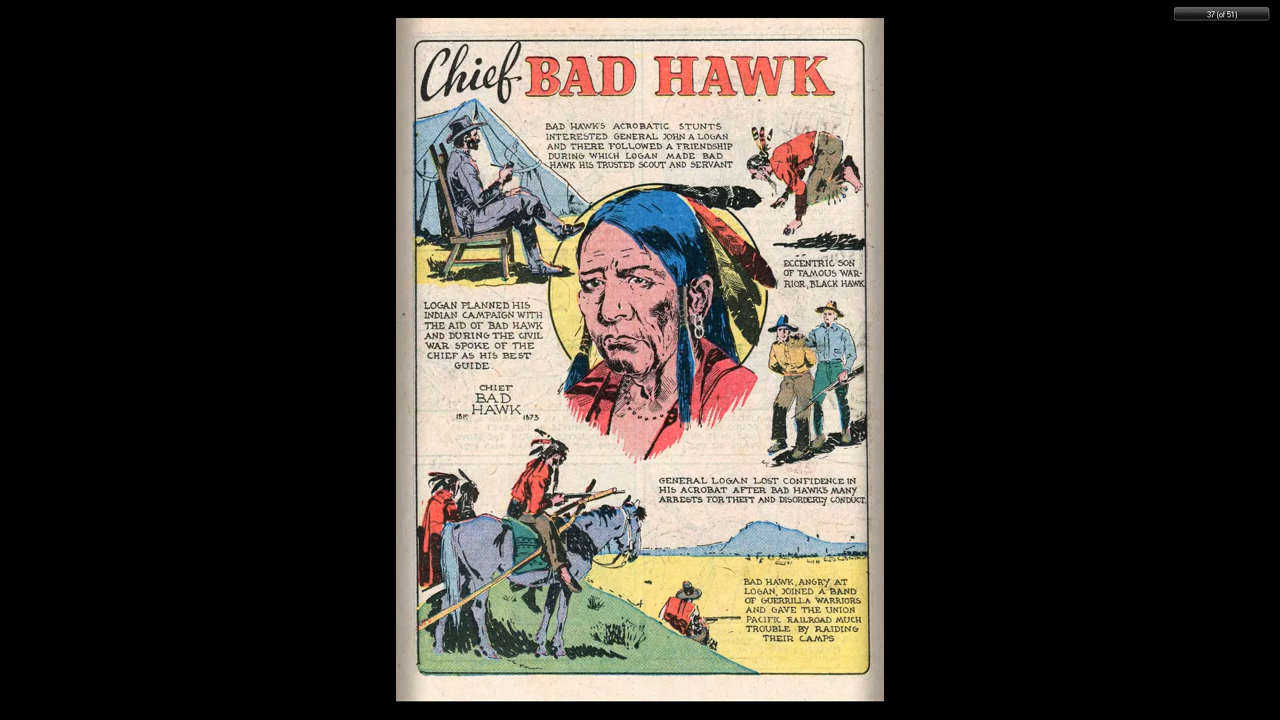 37 (of 51)
Chief BAD HAWK
BAD HAWK'S ACROBATIC STUNTS
INTERESTED GENERAL JOHN A LOGAN
AND THERE FOLLOWED A FRIENDSHIP
DURING WHICH LOGAN MADE BAD
HAWK HIS TRUSTED SCOUT AND SERVANT
ECCENTRIC SON
OF FAMOUS WAR-
RIOR, BLACK HAWK
LOGAN PLANNED HIS
INDIAN CAMPAIGN WITH
THE AID OF BAD HAWK
AND DURING THE CIVIL
WAR SPOKE OF THE
CHIEF AS HIS BEST
GUIDE.
CHIEF
BAD
HAWK
1873
GENERAL LOGAN LOST CONFIDENCE IN
HIS ACROBAT AFTER BAD HAWK'S MANY
ARRESTS FOR THEFT AND DISORDERLY CONDUCT.
BAD HAWK, ANGRY AT
LOGAN, JOINED A BAND
OF GUERRILLA WARRIORS
AND GAVE THE UNION
PACIFIC RAILROAD MUCH
TROUBLE BY RAIDING
THEIR CAMPS